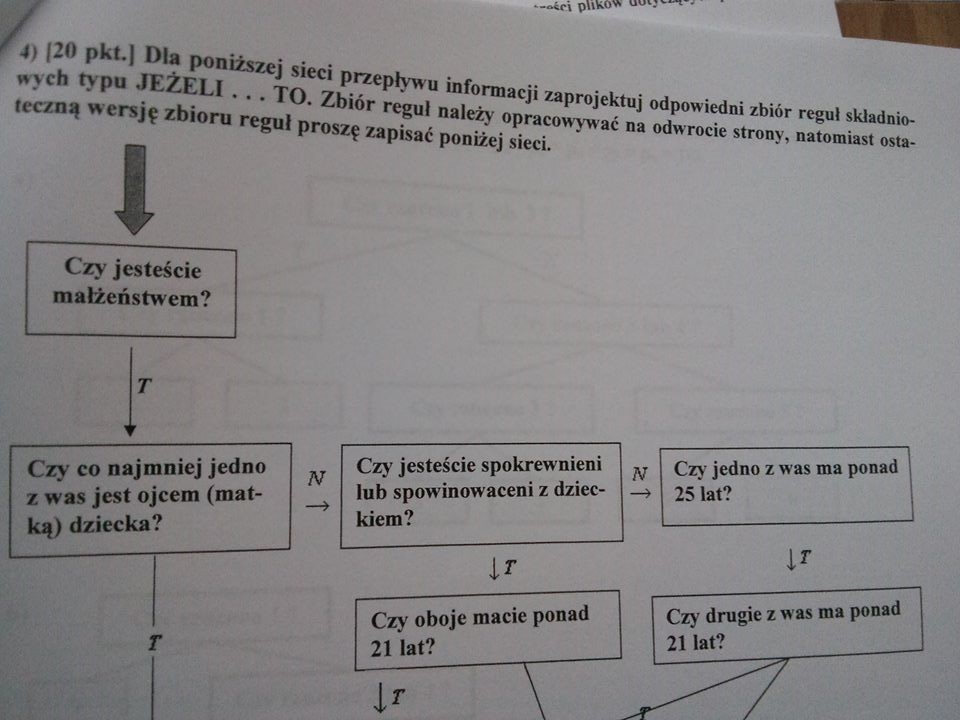 4) [20 pkt.] Dla poniższej sieci przepływu informacji zaprojektuj odpowiedni zbiór reguł składnio-
wych typu JEŻELI . . . TO. Zbiór reguł należy opracowywać na odwrocie strony, natomiast osta-
teczną wersję zbioru reguł proszę zapisać poniżej sieci.
Czy jesteście
małżeństwem?
T
Czy co najmniej jedno
z was jest ojcem (mat-
ką) dziecka?
N
→
Czy jesteście spokrewnieni
lub spowinowaceni z dziec-
kiem?
N
→
Czy jedno z was ma ponad
25 lat?
↓T
↓T
Czy oboje macie ponad
21 lat?
Czy drugie z was ma ponad
21 lat?
T
↓T
T